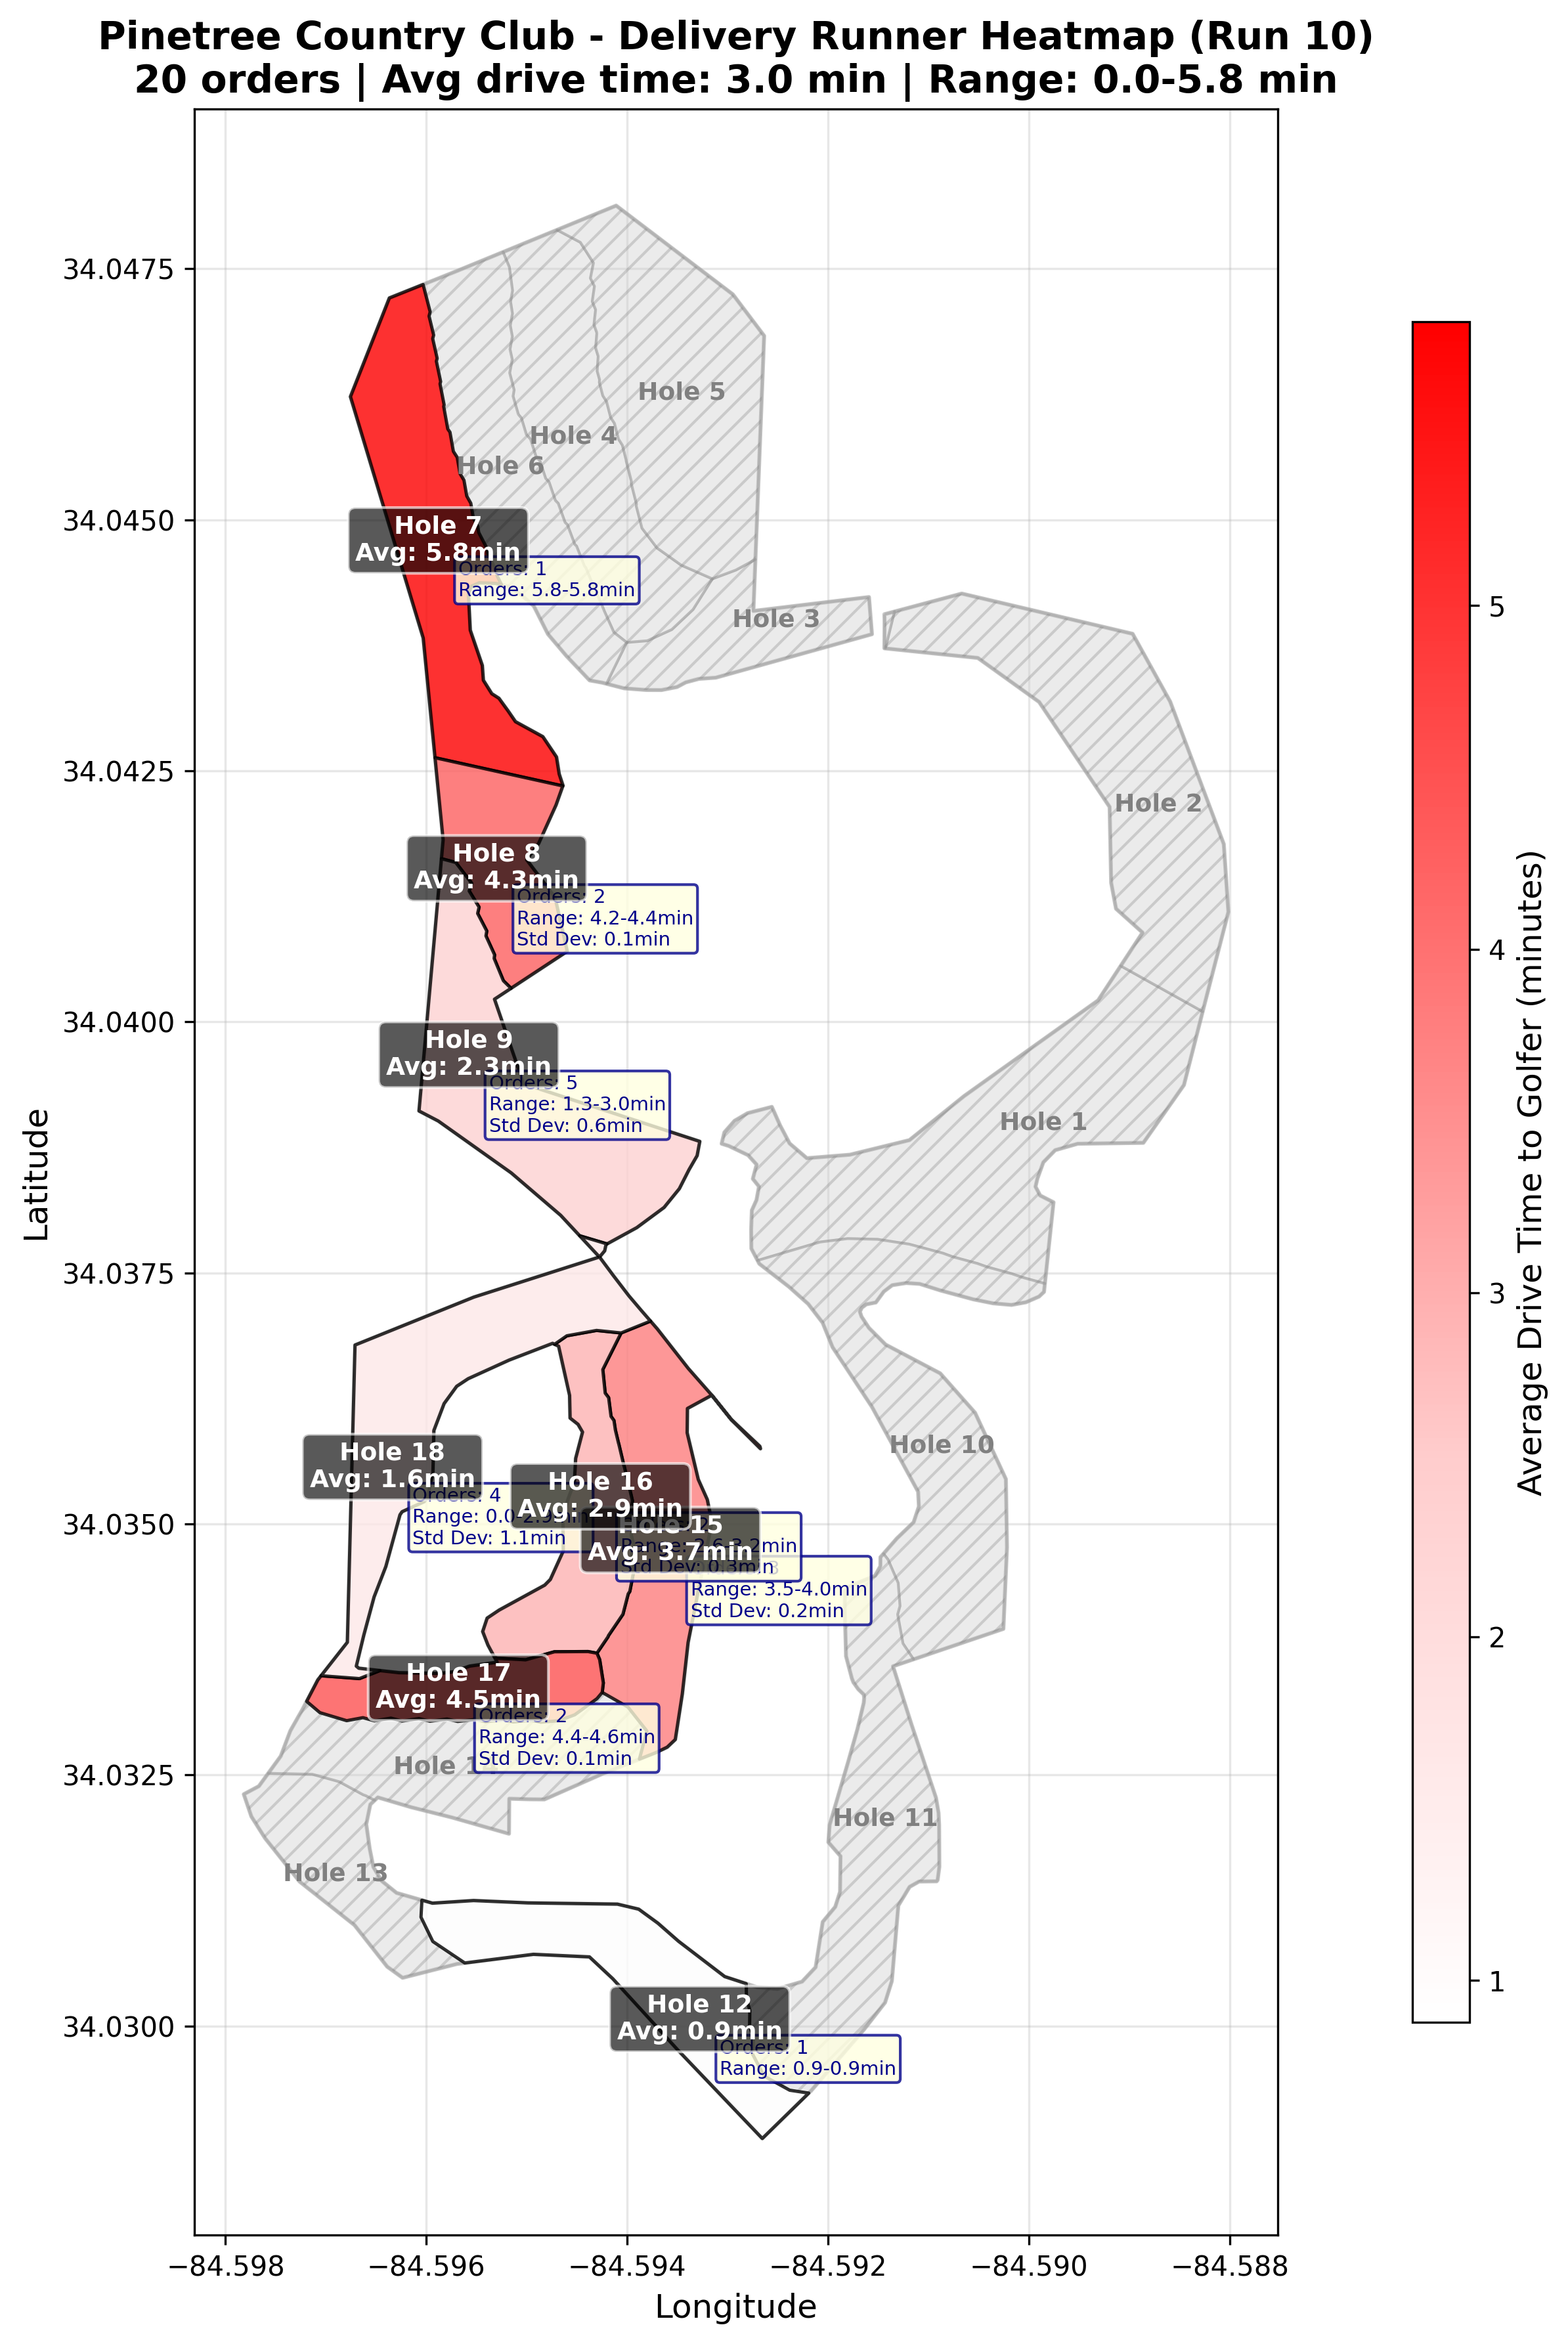 Pinetree Country Club - Delivery Runner Heatmap (Run 10)
20 orders | Avg drive time: 3.0 min | Range: 0.0-5.8 min
Latitude
34.0475
34.0450
34.0425
34.0400
34.0375
34.0350
34.0325
34.0300
Hole 5
Hole 4
Hole 6
Hole 7
Avg: 5.8min
Orders: 1
Range: 5.8-5.8min
Hole 3
Hole 2
Hole 8
Avg: 4.3min
Orders: 2
Range: 4.2-4.4min
Std Dev: 0.1min
Hole 9
Avg: 2.3min
Orders: 5
Range: 1.3-3.0min
Std Dev: 0.6min
Hole 1
Hole 10
Hole 18
Avg: 1.6min
Orders: 4
Range: 0.0-2.9min
Std Dev: 1.1min
Hole 16
Avg: 2.9min
Hole 15
Avg: 3.7min
Std Dev: 0.3min
Range: 3.5-4.0min
Std Dev: 0.2min
Hole 17
Avg: 4.5min
Orders: 2
Range: 4.4-4.6min
Std Dev: 0.1min
Hole
Hole 11
Hole 13
Hole 12
Avg: 0.9min
Orders: 1
Range: 0.9-0.9min
−84.598
−84.596
−84.594
−84.592
−84.590
−84.588
Longitude
5
4
3
2
1
Average Drive Time to Golfer (minutes)